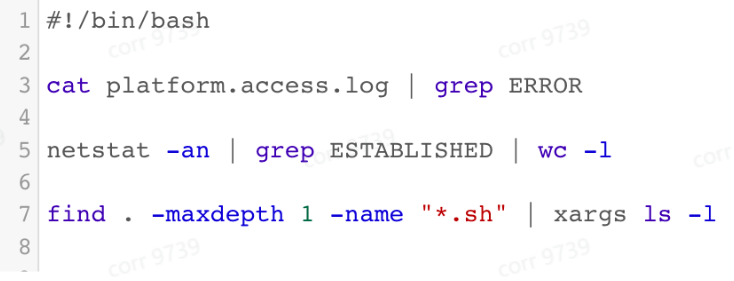 1 #!/bin/bash
2
3 cat platform.access.log | grep ERROR
4
5 netstat -an | grep ESTABLISHED | wc -l
6
7 find . -maxdepth 1 -name "*.sh" | xargs ls -l
8
corr 9739
corr 9739
corr 9739
corr
corr 9739
corr 9739